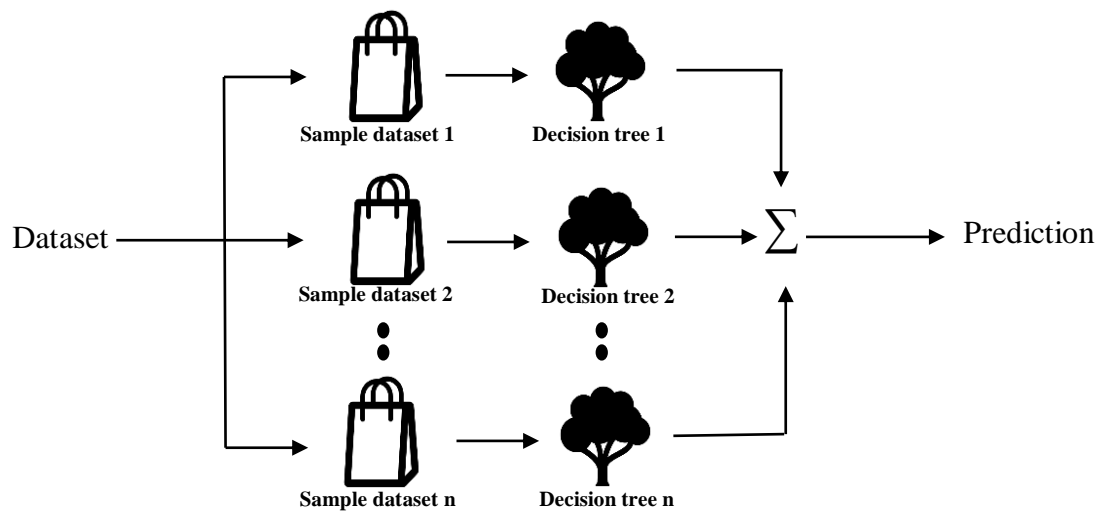 Sample dataset 1
Decision tree 1
Dataset
Sample dataset 2
Decision tree 2
∑
Prediction
Sample dataset n
Decision tree n